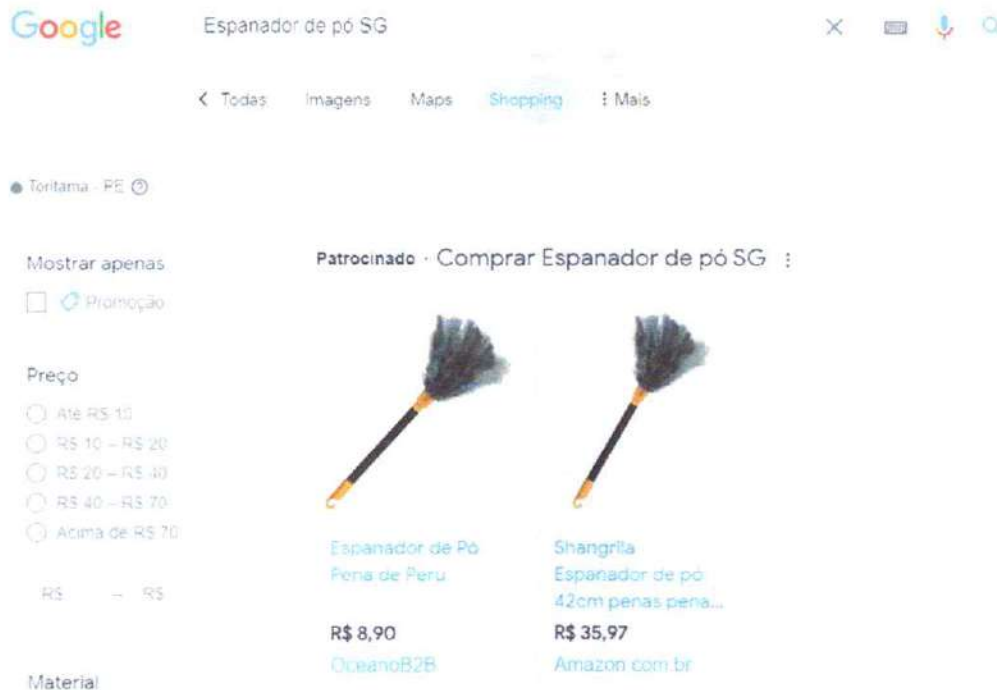 Google
Espanador de pó SG
Todas Imagens Maps Shopping Mais
Toritama - PE
Mostrar apenas
Promoção
Patrocinado · Comprar Espanador de pó SG
Preço
Até R$ 10
R$ 10 – R$ 20
R$ 20 – R$ 40
R$ 40 – R$ 70
Acima de R$ 70
R$ – R$
Material
Espanador de Pó
Pena de Peru
R$ 8,90
OceanoB2B
Shangrila
Espanador de pó
42cm penas pena...
R$ 35,97
Amazon.com.br